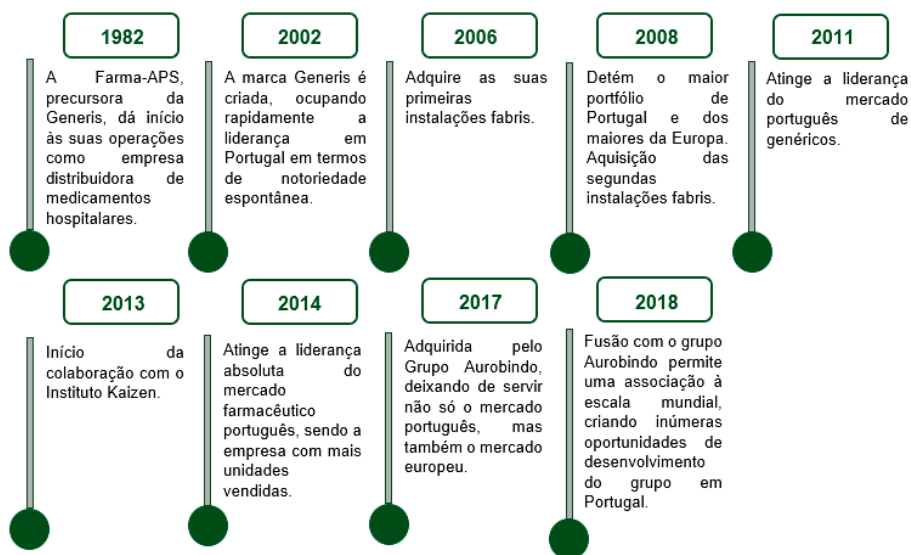 1982
A Farma-APS,
precursora da
Generis, dá início
às suas operações
como empresa
distribuidora de
medicamentos
hospitalares.
2002
A marca Generis é
criada, ocupando
rapidamente a
liderança em
Portugal em termos
de notoriedade
espontânea.
2006
Adquire as suas
primeiras
instalações fabris.
2008
Detém o maior
portfólio de
Portugal e dos
maiores da Europa.
Aquisição das
segundas
instalações fabris.
2011
Atinge a liderança
do mercado
português de
genéricos.
2013
Início da
colaboração com o
Instituto Kaizen.
2014
Atinge a liderança
absoluta do
mercado
farmacêutico
português, sendo a
empresa com mais
unidades
vendidas.
2017
Adquirida pelo
Grupo Aurobindo,
deixando de servir
não só o mercado
português, mas
também o mercado
europeu.
2018
Fusão com o grupo
Aurobindo permite
uma associação à
escala mundial,
criando inúmeras
oportunidades de
desenvolvimento
do grupo em
Portugal.